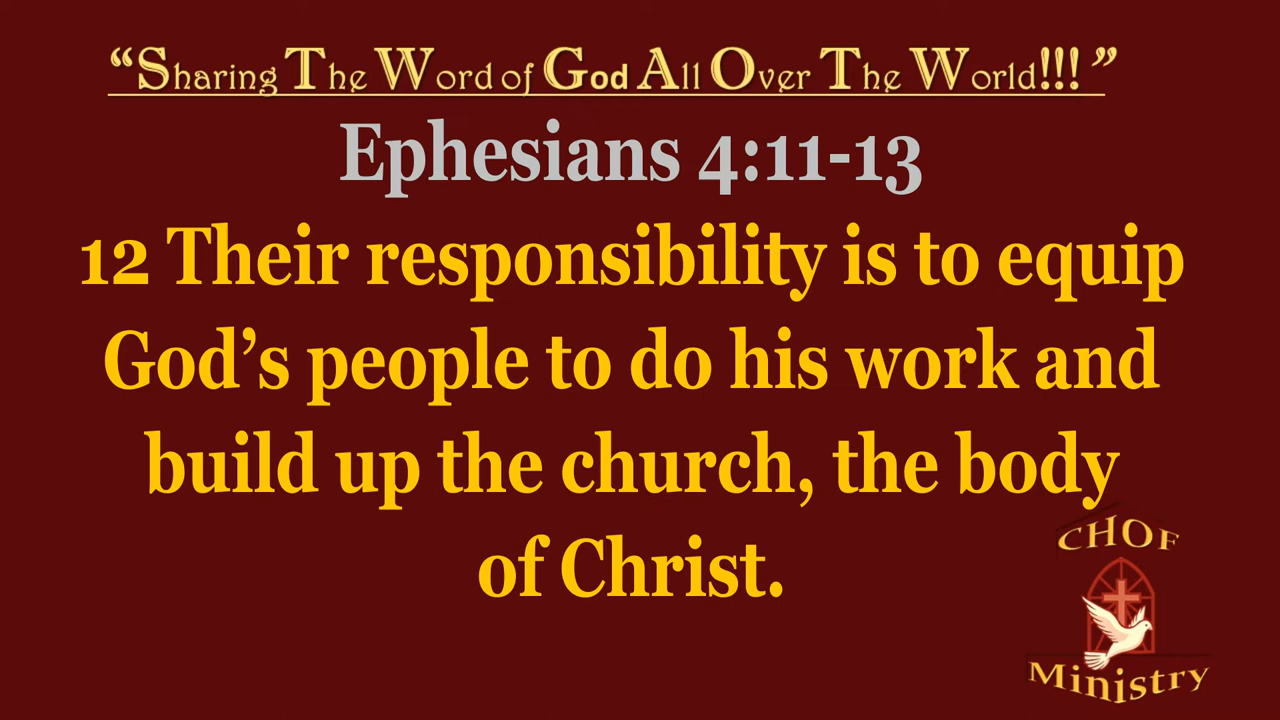 “Sharing The Word of God All Over The World!!!”
Ephesians 4:11-13
12 Their responsibility is to equip
God’s people to do his work and
build up the church, the body
of Christ.
CHOF
Ministry